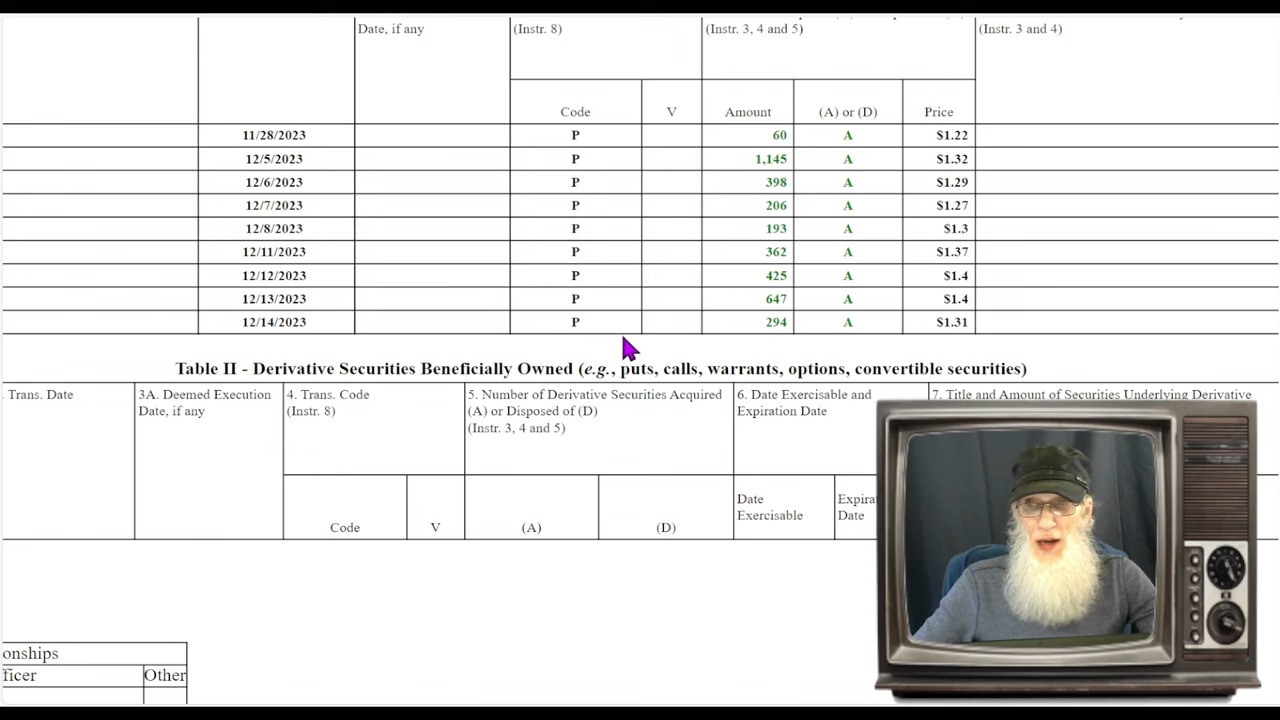 Date, if any (Instr. 8) (Instr. 3, 4 and 5) (Instr. 3 and 4)
Code V Amount (A) or (D) Price
11/28/2023 P 60 A $1.22
12/5/2023 P 1,145 A $1.32
12/6/2023 P 398 A $1.29
12/7/2023 P 206 A $1.27
12/8/2023 P 193 A $1.3
12/11/2023 P 362 A $1.37
12/12/2023 P 425 A $1.4
12/13/2023 P 647 A $1.4
12/14/2023 P 294 A $1.31
Table II - Derivative Securities Beneficially Owned (e.g., puts, calls, warrants, options, convertible securities)
. Trans. Date
3A. Deemed Execution
Date, if any
4. Trans. Code
(Instr. 8)
5. Number of Derivative Securities Acquired
(A) or Disposed of (D)
(Instr. 3, 4 and 5)
6. Date Exercisable and
Expiration Date
7. Title and Amount of Securities Underlying Derivative
Code V (A) (D)
Date
Exercisable
Expira
Date
onships
ficer Other